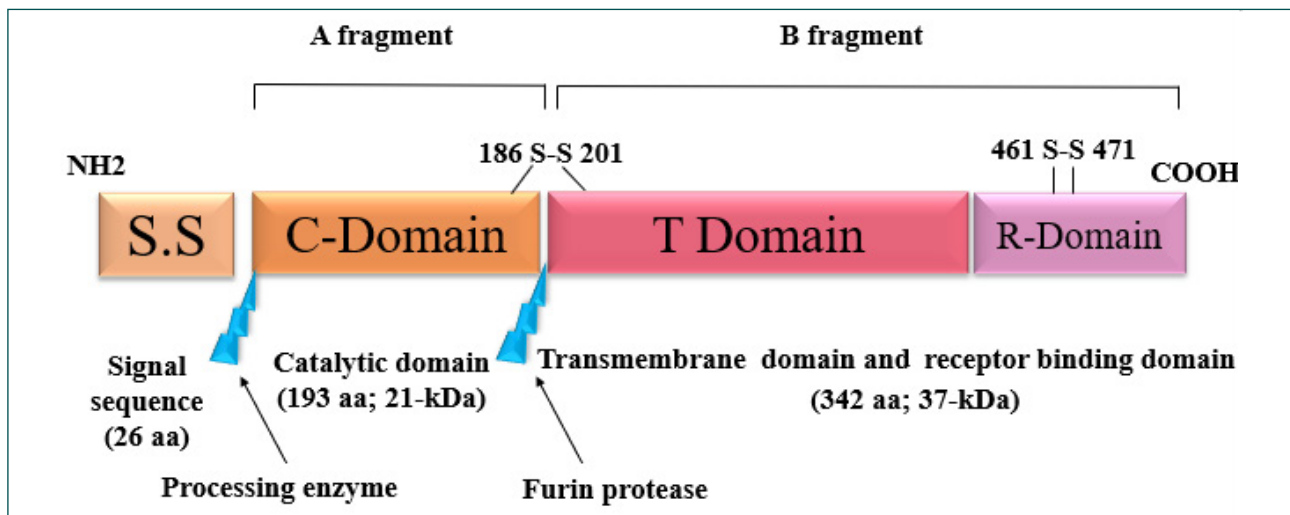 A fragment
B fragment
186 S-S 201
461 S-S 471
NH2
COOH
S.S
C-Domain
T Domain
R-Domain
Signal
sequence
(26 aa)
Catalytic domain
(193 aa; 21-kDa)
Transmembrane domain and receptor binding domain
(342 aa; 37-kDa)
Processing enzyme
Furin protease